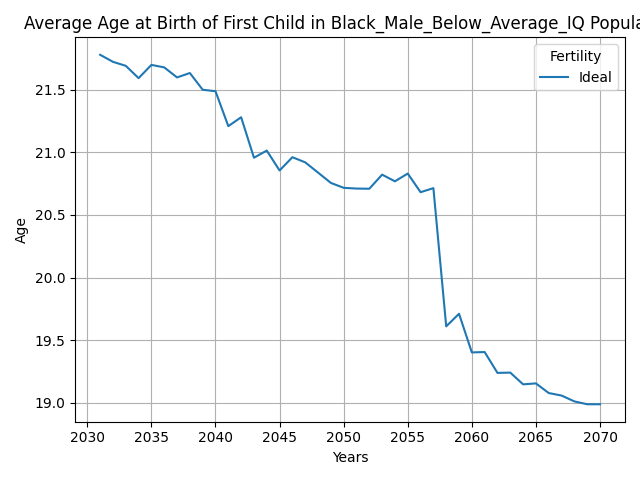 Average Age at Birth of First Child in Black_Male_Below_Average_IQ Popula
Fertility
Ideal
21.5
21.0
20.5
20.0
19.5
19.0
Age
2030 2035 2040 2045 2050 2055 2060 2065 2070
Years